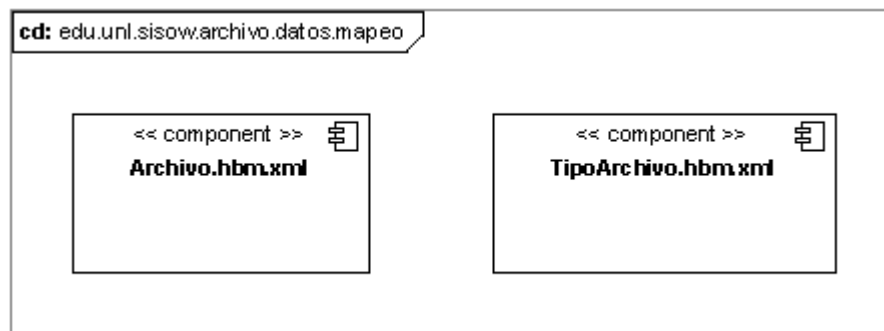 cd: edu.unl.sisow.archivo.datos.mapeo
<< component >>
Archivo.hbm.xml
<< component >>
TipoArchivo.hbm.xml